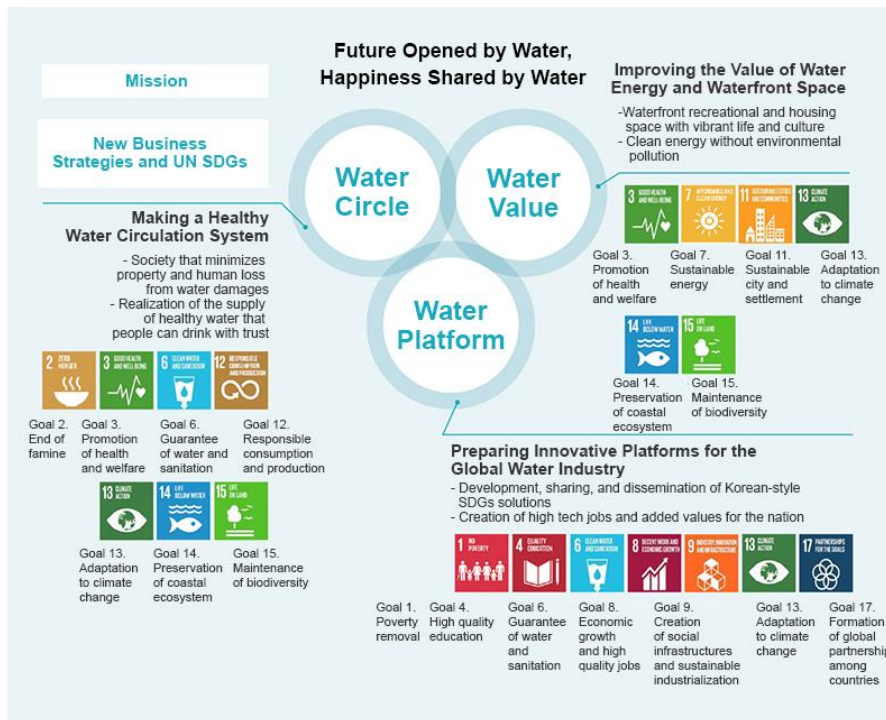 Future Opened by Water,
Happiness Shared by Water
Mission
New Business
Strategies and UN SDGs
Water
Circle
Water
Value
Water
Platform
Making a Healthy
Water Circulation System
- Society that minimizes
property and human loss
from water damages
- Realization of the supply
of healthy water that
people can drink with trust
2 ZERO
HUNGER
3 GOOD HEALTH
AND WELL-BEING
6 CLEAN WATER
AND SANITATION
12 RESPONSIBLE
CONSUMPTION
AND PRODUCTION
Goal 2.
End of
famine
Goal 3.
Promotion
of health
and welfare
Goal 6.
Guarantee
of water and
sanitation
Goal 12.
Responsible
consumption
and production
13 CLIMATE
ACTION
14 LIFE
BELOW WATER
15 LIFE
ON LAND
Goal 13.
Adaptation
to climate
change
Goal 14.
Preservation
of coastal
ecosystem
Goal 15.
Maintenance
of biodiversity
Improving the Value of Water
Energy and Waterfront Space
-Waterfront recreational and housing
space with vibrant life and culture
- Clean energy without environmental
pollution
3 GOOD HEALTH
AND WELL-BEING
7 AFFORDABLE AND
CLEAN ENERGY
11 SUSTAINABLE CITIES
AND COMMUNITIES
13 CLIMATE
ACTION
Goal 3.
Promotion
of health
and welfare
Goal 7.
Sustainable
energy
Goal 11.
Sustainable
city and
settlement
Goal 13.
Adaptation
to climate
change
14 LIFE
BELOW WATER
15 LIFE
ON LAND
Goal 14.
Preservation
of coastal
ecosystem
Goal 15.
Maintenance
of biodiversity
Preparing Innovative Platforms for the
Global Water Industry
- Development, sharing, and dissemination of Korean-style
SDGs solutions
- Creation of high tech jobs and added values for the nation
1 NO
POVERTY
4 QUALITY
EDUCATION
6 CLEAN WATER
AND SANITATION
8 DECENT WORK AND
ECONOMIC GROWTH
9 INDUSTRY, INNOVATION
AND INFRASTRUCTURE
13 CLIMATE
ACTION
17 PARTNERSHIPS
FOR THE GOALS
Goal 1.
Poverty
removal
Goal 4.
High quality
education
Goal 6.
Guarantee
of water
and
sanitation
Goal 8.
Economic
growth
and high
quality jobs
Goal 9.
Creation
of social
infrastructures
and sustainable
industrialization
Goal 13.
Adaptation
to climate
change
Goal 17.
Formation
of global
partnership
among
countries